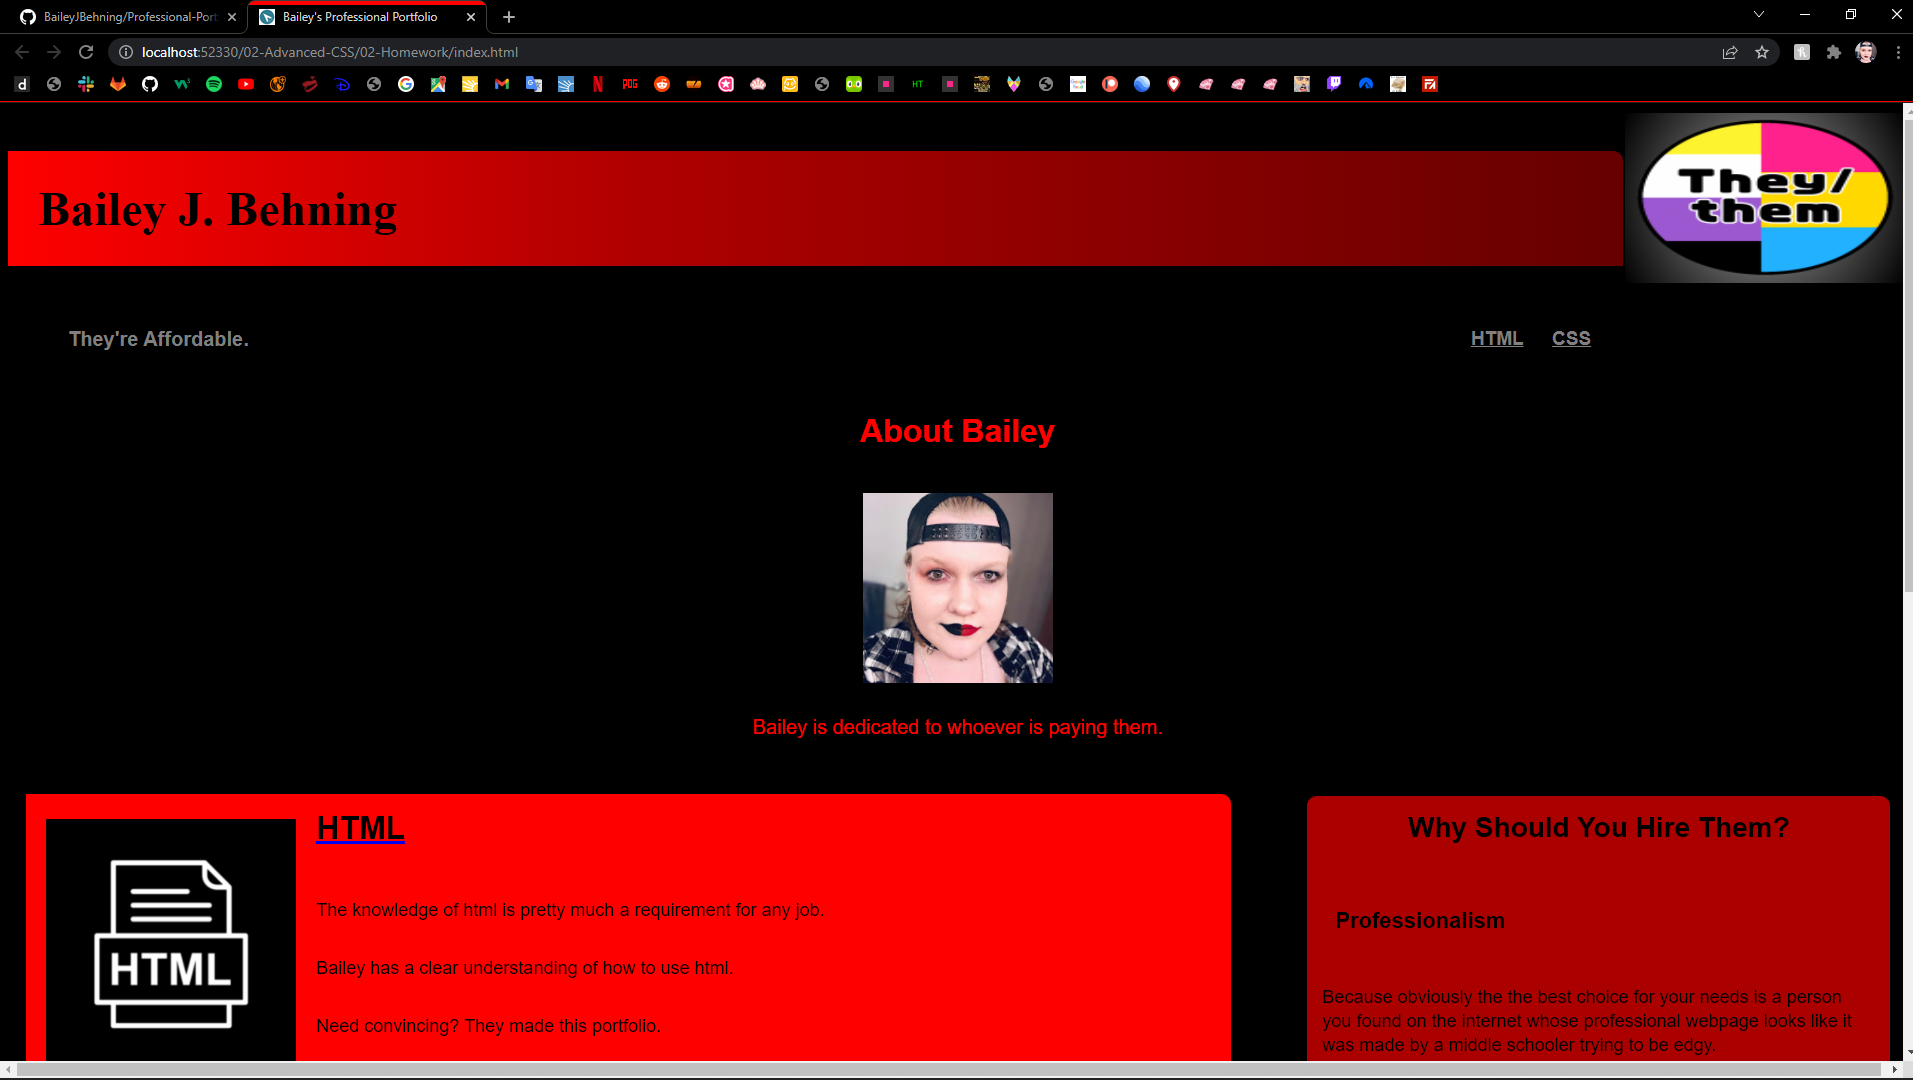 BaileyJBehning/Professional-Port
Bailey's Professional Portfolio
localhost:52330/02-Advanced-CSS/02-Homework/index.html
d
POG
HT
Bailey J. Behning
They/
them
They're Affordable.
HTML CSS
About Bailey
Bailey is dedicated to whoever is paying them.
HTML
HTML
The knowledge of html is pretty much a requirement for any job.
Bailey has a clear understanding of how to use html.
Need convincing? They made this portfolio.
Why Should You Hire Them?
Professionalism
Because obviously the the best choice for your needs is a person
you found on the internet whose professional webpage looks like it
was made by a middle schooler trying to be edgy.